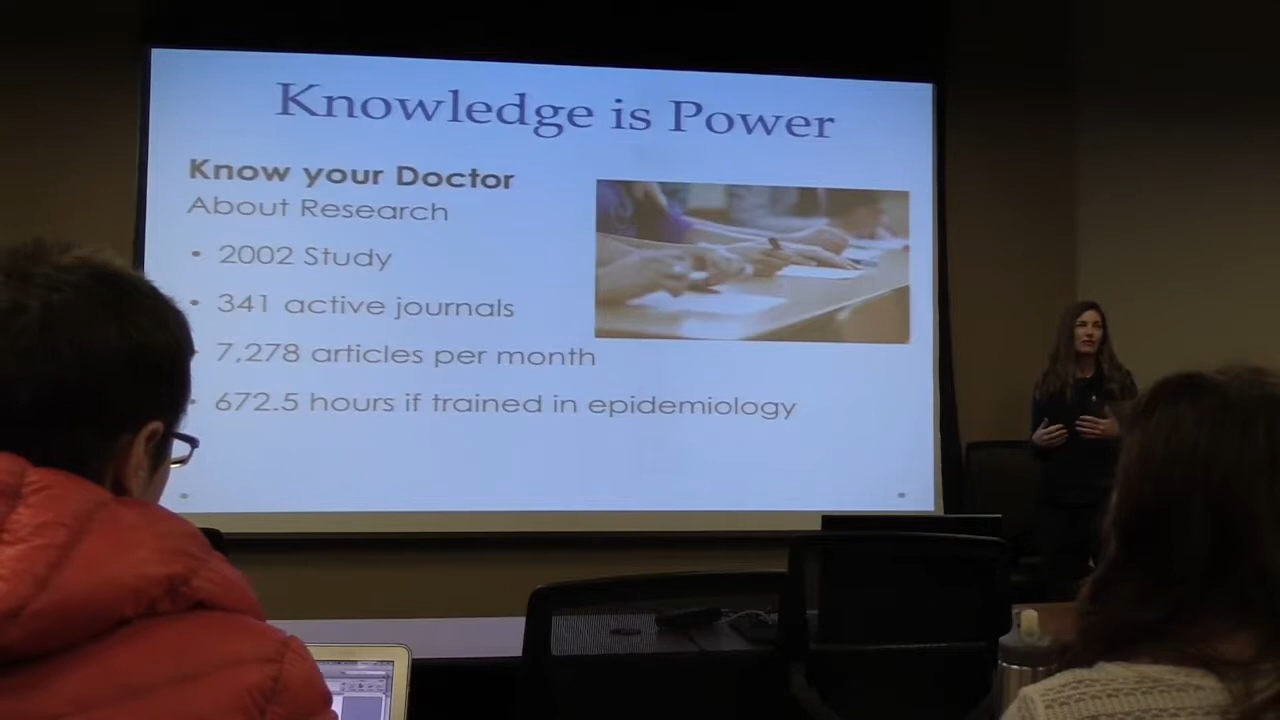 Knowledge is Power
Know your Doctor
About Research
• 2002 Study
• 341 active journals
• 7,278 articles per month
• 672.5 hours if trained in epidemiology